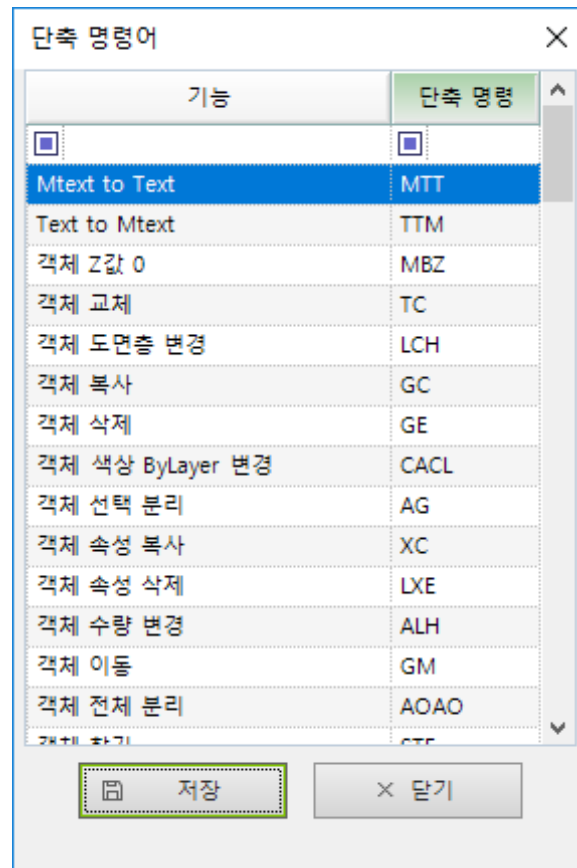 단축 명령어
기능 단축 명령
Mtext to Text MTT
Text to Mtext TTM
객체 Z값 0 MBZ
객체 교체 TC
객체 도면층 변경 LCH
객체 복사 GC
객체 삭제 GE
객체 색상 ByLayer 변경 CACL
객체 선택 분리 AG
객체 속성 복사 XC
객체 속성 삭제 LXE
객체 수량 변경 ALH
객체 이동 GM
객체 전체 분리 AOAO
객체
저장 닫기